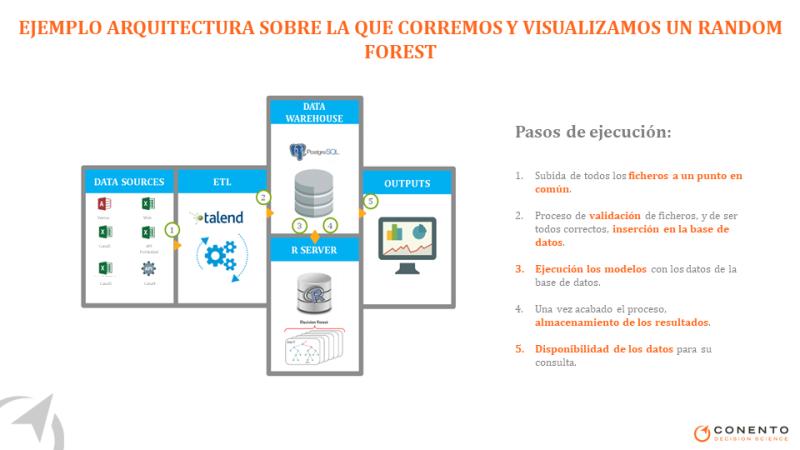 EJEMPLO ARQUITECTURA SOBRE LA QUE CORREMOS Y VISUALIZAMOS UN RANDOM
FOREST
DATA
WAREHOUSE
PostgreSQL
DATA SOURCES
ETL
OUTPUTS
talend
1
2
3
4
5
R SERVER
R
Decision Forest
Pasos de ejecución:
1. Subida de todos los ficheros a un punto en
común.
2. Proceso de validación de ficheros, y de ser
todos correctos, inserción en la base de
datos.
3. Ejecución los modelos con los datos de la
base de datos.
4. Una vez acabado el proceso,
almacenamiento de los resultados.
5. Disponibilidad de los datos para su
consulta.
CONENTO
DECISION SCIENCE